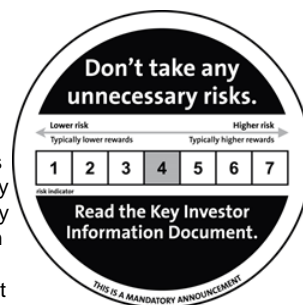 Don't take any
unnecessary risks.
Lower risk Higher risk
Typically lower rewards Typically higher rewards
1 2 3 4 5 6 7
risk indicator
Read the Key Investor
Information Document.
THIS IS A MANDATORY ANNOUNCEMENT